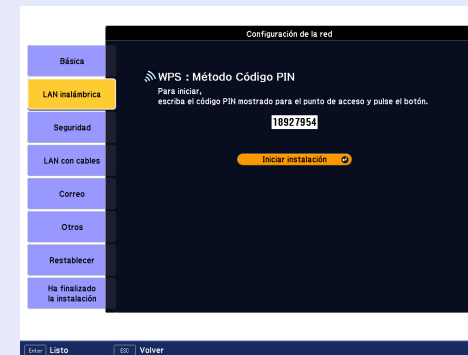 Configuración de la red
Básica
LAN inalámbrica
Seguridad
LAN con cables
Correo
Otros
Restablecer
Ha finalizado
la instalación
WPS : Método Código PIN
Para iniciar,
escriba el código PIN mostrado para el punto de acceso y pulse el botón.
18927954
Iniciar instalación
Enter Listo
ESC Volver